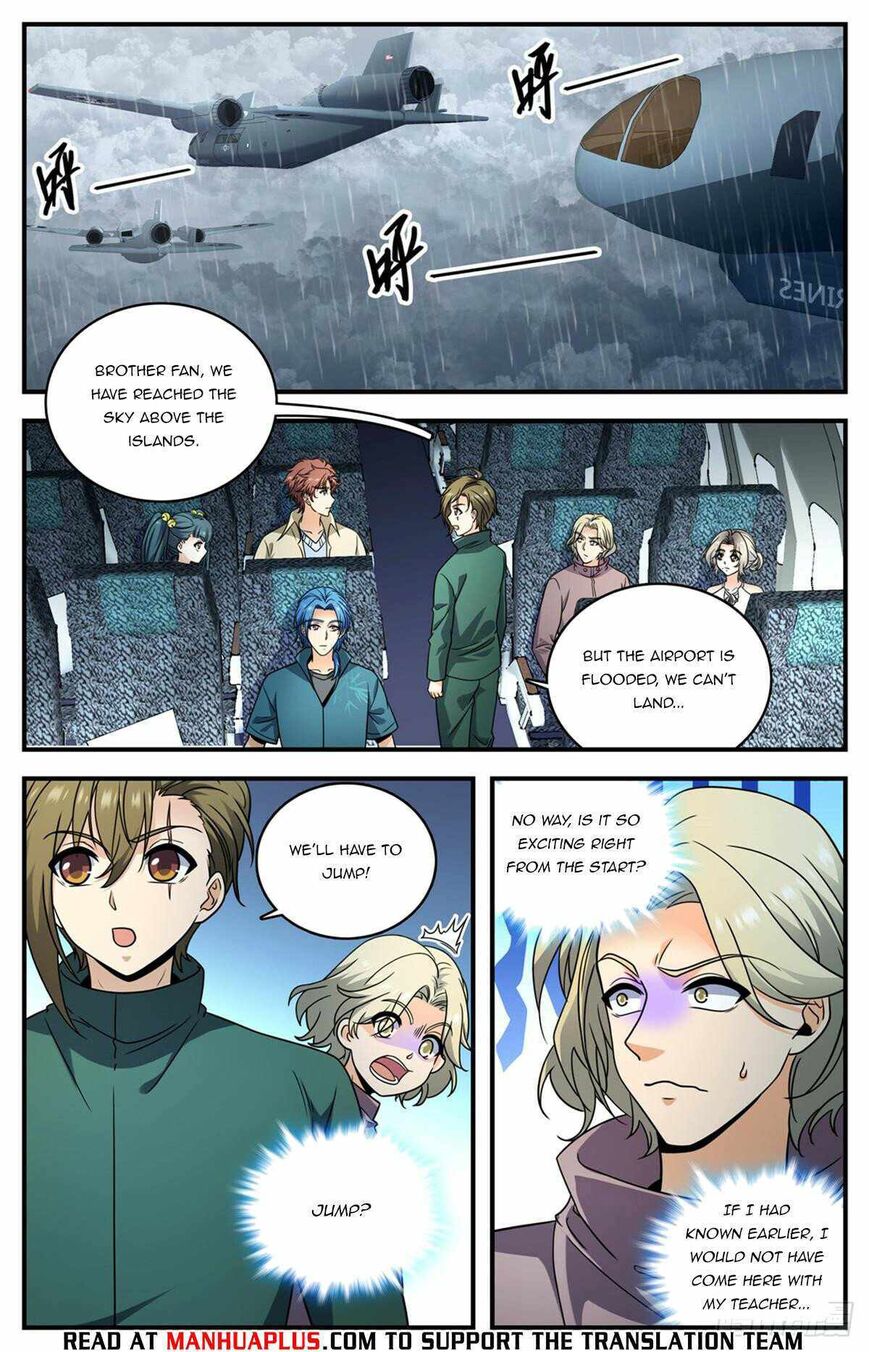 呼
呼
呼
RINES
BROTHER FAN, WE
HAVE REACHED THE
SKY ABOVE THE
ISLANDS.
BUT THE AIRPORT IS
FLOODED, WE CAN'T
LAND...
WE'LL HAVE TO
JUMP!
JUMP?
NO WAY, IS IT SO
EXCITING RIGHT
FROM THE START?
IF I HAD
KNOWN EARLIER, I
WOULD NOT HAVE
COME HERE WITH
MY TEACHER...
READ AT MANHUAPLUS.COM TO SUPPORT THE TRANSLATION TEAM